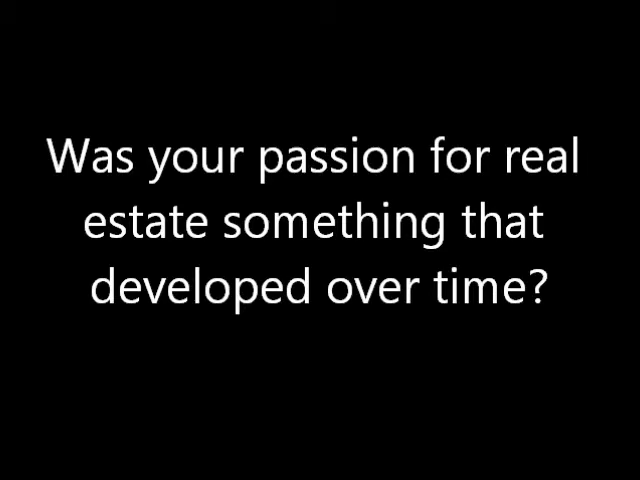 Was your passion for real
estate something that
developed over time?